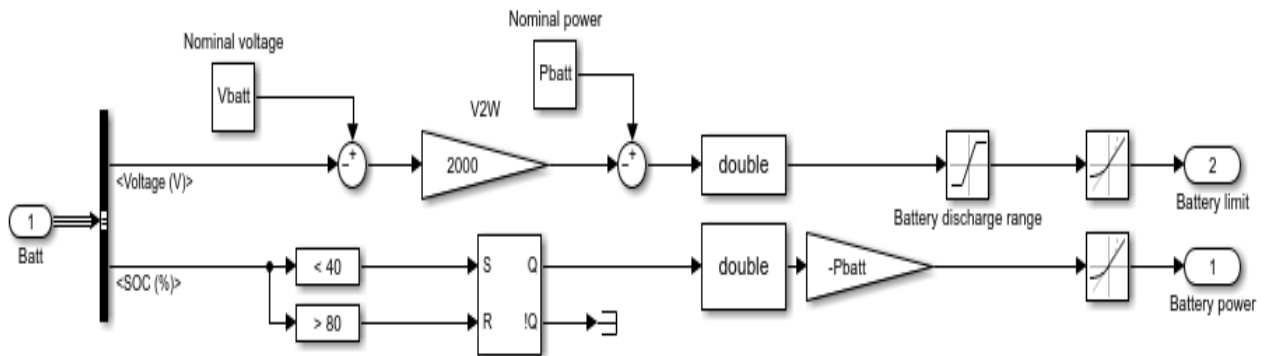 Nominal power
Nominal voltage
Pbatt
Vbatt
V2W
+
−
2000
+
−
double
2
<Voltage (V)>
Battery discharge range
Battery limit
1
Batt
< 40
S Q
double
-Pbatt
1
<SOC (%)>
> 80
R !Q
Battery power